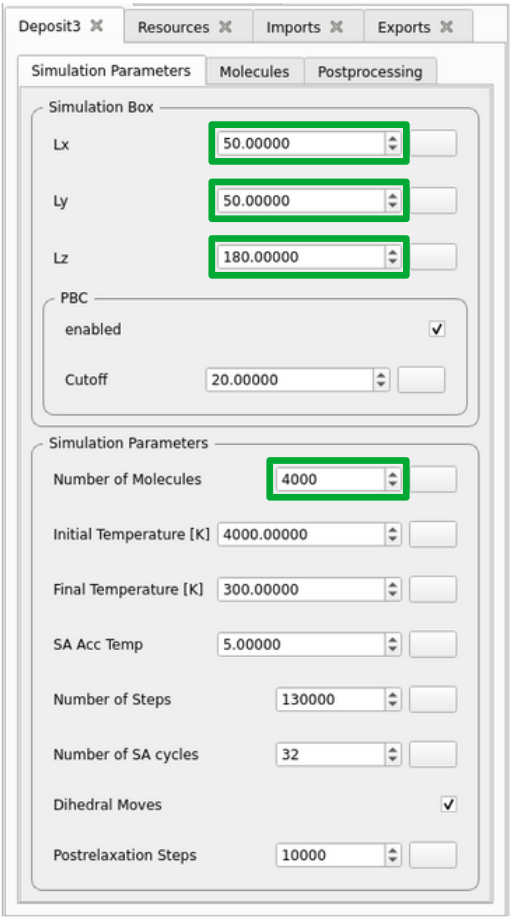 Deposit3 Resources Imports Exports
Simulation Parameters Molecules Postprocessing
Simulation Box
Lx 50.00000
Ly 50.00000
Lz 180.00000
PBC
enabled
Cutoff 20.00000
Simulation Parameters
Number of Molecules 4000
Initial Temperature [K] 4000.00000
Final Temperature [K] 300.00000
SA Acc Temp 5.00000
Number of Steps 130000
Number of SA cycles 32
Dihedral Moves
Postrelaxation Steps 10000